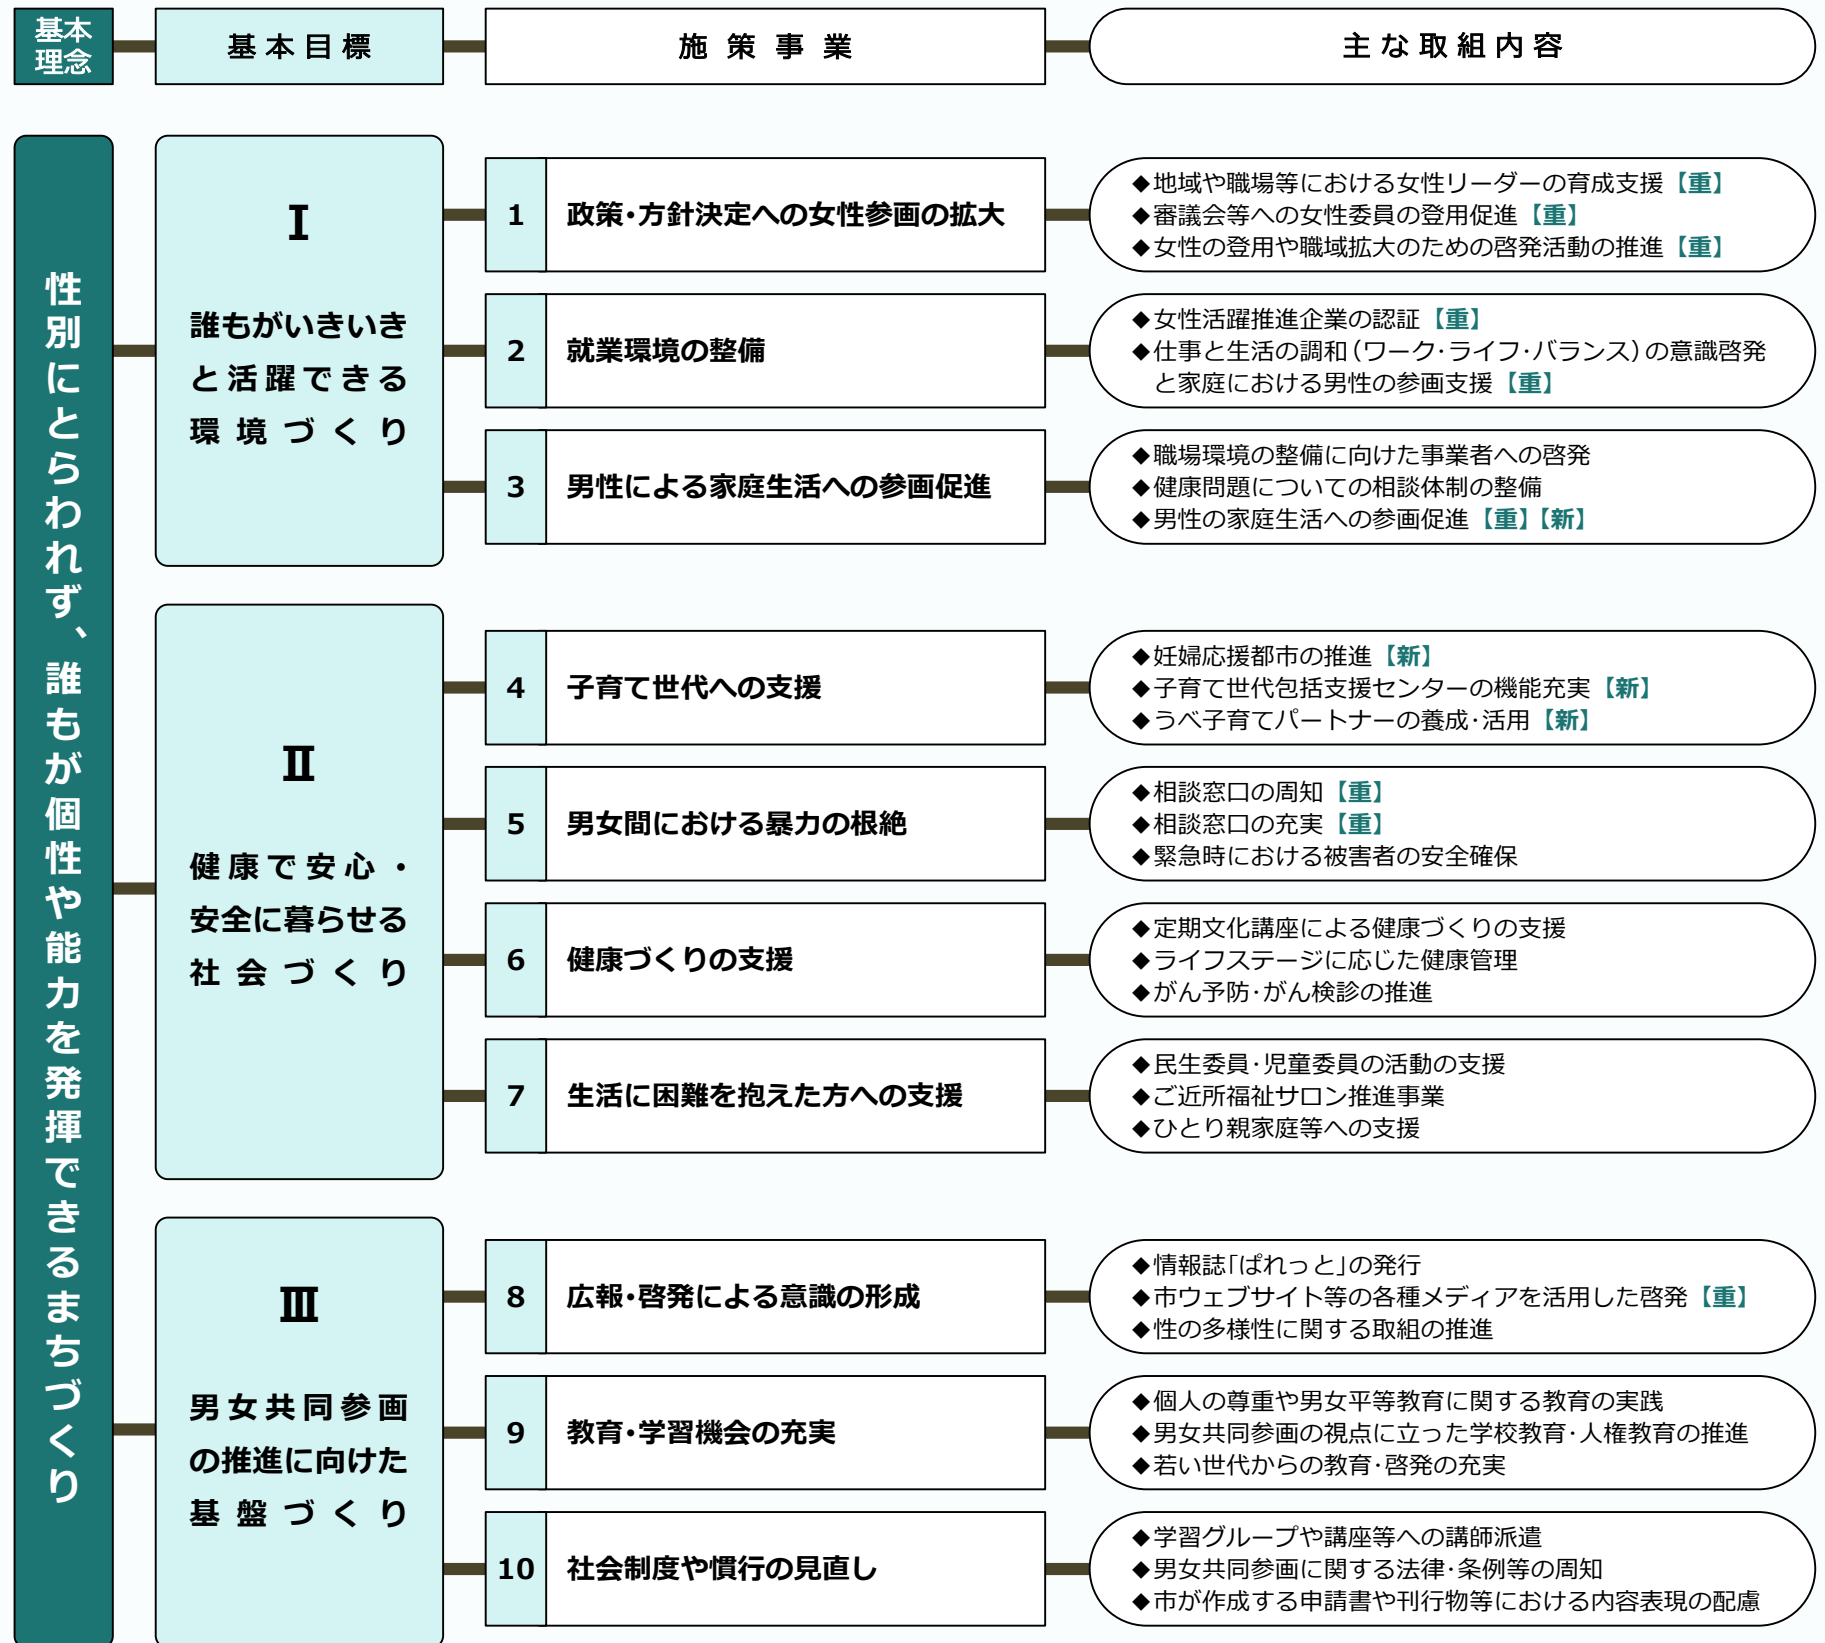 基本
理念
基本目標
施策事業
主な取組内容
性別にとらわれず、誰もが個性や能力を発揮できるまちづくり
Ⅰ
誰もがいきいき
と活躍できる
環境づくり
1
政策・方針決定への女性参画の拡大
◆地域や職場等における女性リーダーの育成支援【重】
◆審議会等への女性委員の登用促進【重】
◆女性の登用や職域拡大のための啓発活動の推進【重】
2
就業環境の整備
◆女性活躍推進企業の認証【重】
◆仕事と生活の調和（ワーク・ライフ・バランス）の意識啓発
と家庭における男性の参画支援【重】
3
男性による家庭生活への参画促進
◆職場環境の整備に向けた事業者への啓発
◆健康問題についての相談体制の整備
◆男性の家庭生活への参画促進【重】【新】
Ⅱ
健康で安心・
安全に暮らせる
社会づくり
4
子育て世代への支援
◆妊婦応援都市の推進【新】
◆子育て世代包括支援センターの機能充実【新】
◆うべ子育てパートナーの養成・活用【新】
5
男女間における暴力の根絶
◆相談窓口の周知【重】
◆相談窓口の充実【重】
◆緊急時における被害者の安全確保
6
健康づくりの支援
◆定期文化講座による健康づくりの支援
◆ライフステージに応じた健康管理
◆がん予防・がん検診の推進
7
生活に困難を抱えた方への支援
◆民生委員・児童委員の活動の支援
◆ご近所福祉サロン推進事業
◆ひとり親家庭等への支援
Ⅲ
男女共同参画
の推進に向けた
基盤づくり
8
広報・啓発による意識の形成
◆情報誌「ぱれっと」の発行
◆市ウェブサイト等の各種メディアを活用した啓発【重】
◆性の多様性に関する取組の推進
9
教育・学習機会の充実
◆個人の尊重や男女平等教育に関する教育の実践
◆男女共同参画の視点に立った学校教育・人権教育の推進
◆若い世代からの教育・啓発の充実
10
社会制度や慣行の見直し
◆学習グループや講座等への講師派遣
◆男女共同参画に関する法律・条例等の周知
◆市が作成する申請書や刊行物等における内容表現の配慮